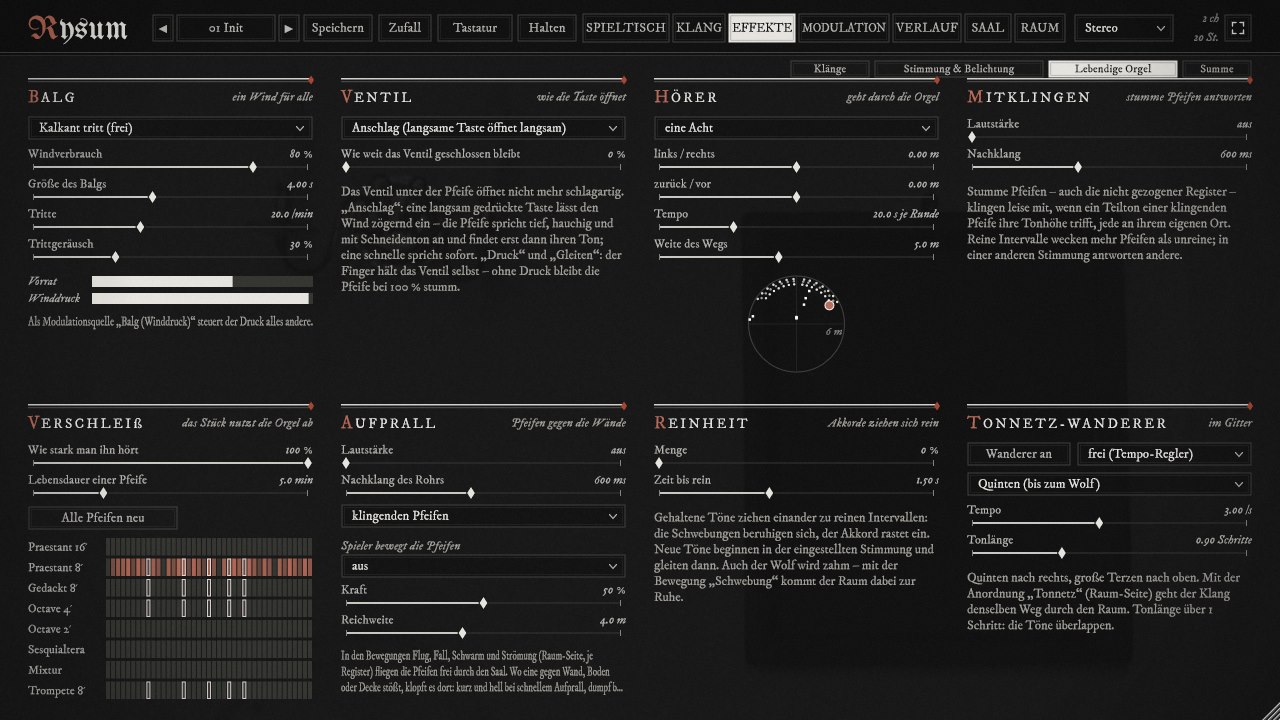 Rysum
◀ 01 Init ▶ Speichern Zufall Tastatur Halten SPIELTISCH KLANG EFFEKTE MODULATION VERLAUF SAAL RAUM Stereo 2 ch
20 St.
Klänge Stimmung & Belichtung Lebendige Orgel Summe
BALG ein Wind für alle
Kalkant tritt (frei)
Windverbrauch 80 %
Größe des Balgs 4.00 s
Tritte 20.0 /min
Trittgeräusch 30 %
Vorrat
Winddruck
Als Modulationsquelle „Balg (Winddruck)“ steuert der Druck alles andere.
VENTIL wie die Taste öffnet
Anschlag (langsame Taste öffnet langsam)
Wie weit das Ventil geschlossen bleibt 0 %
Das Ventil unter der Pfeife öffnet nicht mehr schlagartig.
„Anschlag“: eine langsam gedrückte Taste lässt den
Wind zögernd ein – die Pfeife spricht tief, hauchig und
mit Schneidenton an und findet erst dann ihren Ton;
eine schnelle spricht sofort. „Druck“ und „Gleiten“: der
Finger hält das Ventil selbst – ohne Druck bleibt die
Pfeife bei 100 % stumm.
HÖRER geht durch die Orgel
eine Acht
links / rechts 0.00 m
zurück / vor 0.00 m
Tempo 20.0 s je Runde
Weite des Wegs 5.0 m
6 m
MITKLINGEN stumme Pfeifen antworten
Lautstärke aus
Nachklang 600 ms
Stumme Pfeifen – auch die nicht gezogener Register –
klingen leise mit, wenn ein Teilton einer klingenden
Pfeife ihre Tonhöhe trifft, jede an ihrem eigenen Ort.
Reine Intervalle wecken mehr Pfeifen als unreine; in
einer anderen Stimmung antworten andere.
VERSCHLEIß das Stück nutzt die Orgel ab
Wie stark man ihn hört 100 %
Lebensdauer einer Pfeife 5.0 min
Alle Pfeifen neu
Praestant 16′
Praestant 8′
Gedackt 8′
Octave 4′
Octave 2′
Sesquialtera
Mixtur
Trompete 8′
AUFPRALL Pfeifen gegen die Wände
Lautstärke aus
Nachklang des Rohrs 600 ms
klingenden Pfeifen
Spieler bewegt die Pfeifen
aus
Kraft 50 %
Reichweite 4.0 m
In den Bewegungen Flug, Fall, Schwarm und Strömung (Raum-Seite, je
Register) fliegen die Pfeifen frei durch den Saal. Wo eine gegen Wand, Boden
oder Decke stößt, klopft es dort: kurz und hell bei schnellem Aufprall, dumpf b...
REINHEIT Akkorde ziehen sich rein
Menge 0 %
Zeit bis rein 1.50 s
Gehaltene Töne ziehen einander zu reinen Intervallen:
die Schwebungen beruhigen sich, der Akkord rastet ein.
Neue Töne beginnen in der eingestellten Stimmung und
gleiten dann. Auch der Wolf wird zahm – mit der
Bewegung „Schwebung“ kommt der Raum dabei zur
Ruhe.
TONNETZ-WANDERER im Gitter
Wanderer an frei (Tempo-Regler)
Quinten (bis zum Wolf)
Tempo 3.00 /s
Tonlänge 0.90 Schritte
Quinten nach rechts, große Terzen nach oben. Mit der
Anordnung „Tonnetz“ (Raum-Seite) geht der Klang
denselben Weg durch den Raum. Tonlänge über 1
Schritt: die Töne überlappen.